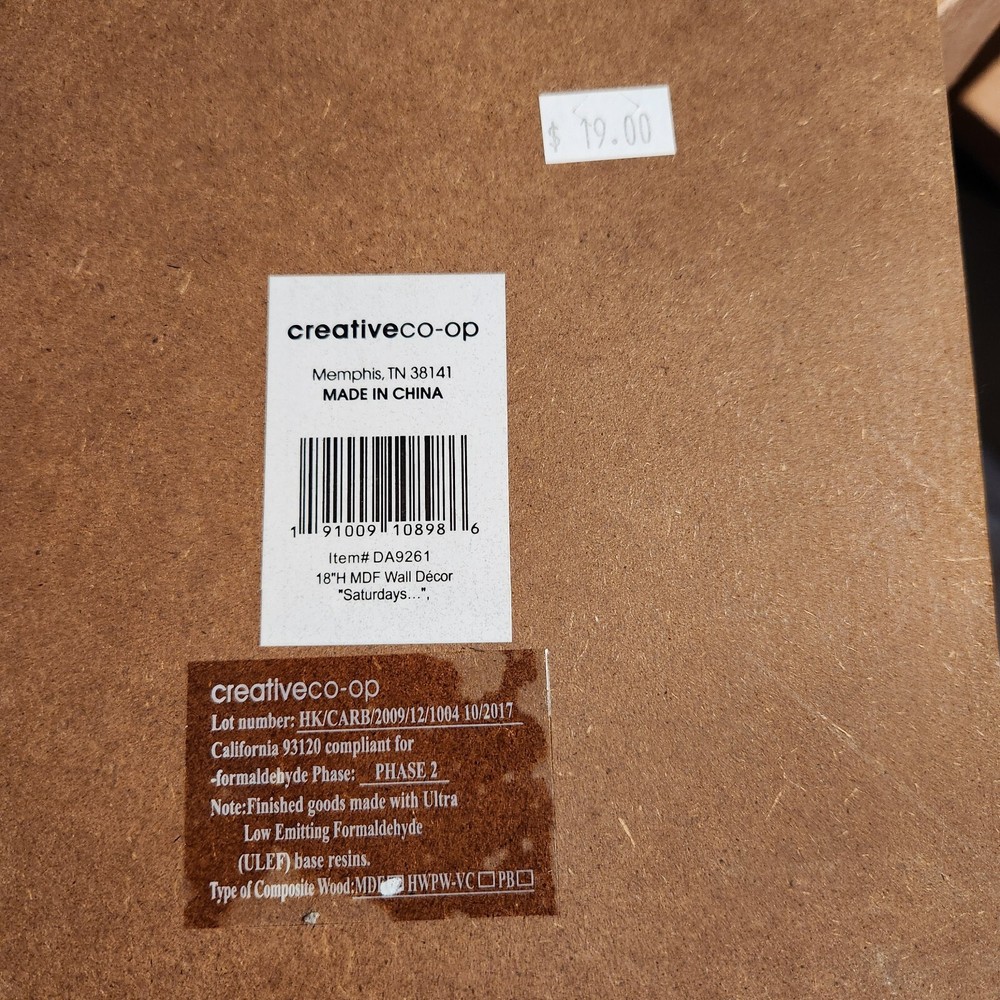 $ 19.00
creativeco-op
Memphis, TN 38141
MADE IN CHINA
1 91009 10898 6
Item# DA9261
18"H MDF Wall Décor
"Saturdays...",
creativeco-op
Lot number: HK/CARB/2009/12/1004 10/2017
California 93120 compliant for
-formaldehyde Phase: PHASE 2
Note:Finished goods made with Ultra
Low Emitting Formaldehyde
(ULEF) base resins.
Type of Composite Wood:MDF HWPW-VC PB